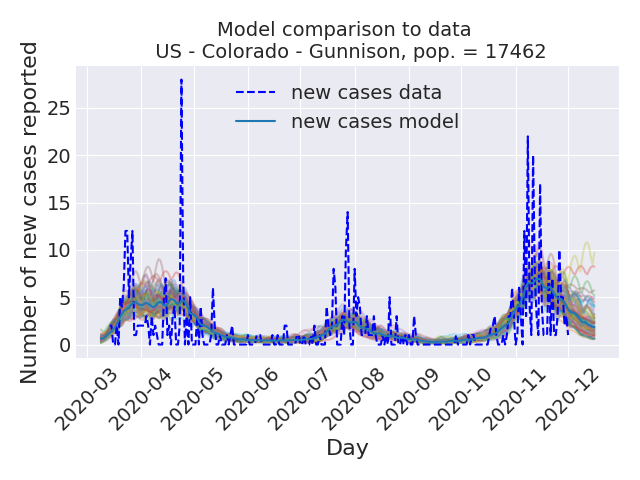 Model comparison to data
US - Colorado - Gunnison, pop. = 17462
Number of new cases reported
25
20
15
10
5
0
new cases data
new cases model
2020-03
2020-04
2020-05
2020-06
2020-07
2020-08
2020-09
2020-10
2020-11
2020-12
Day